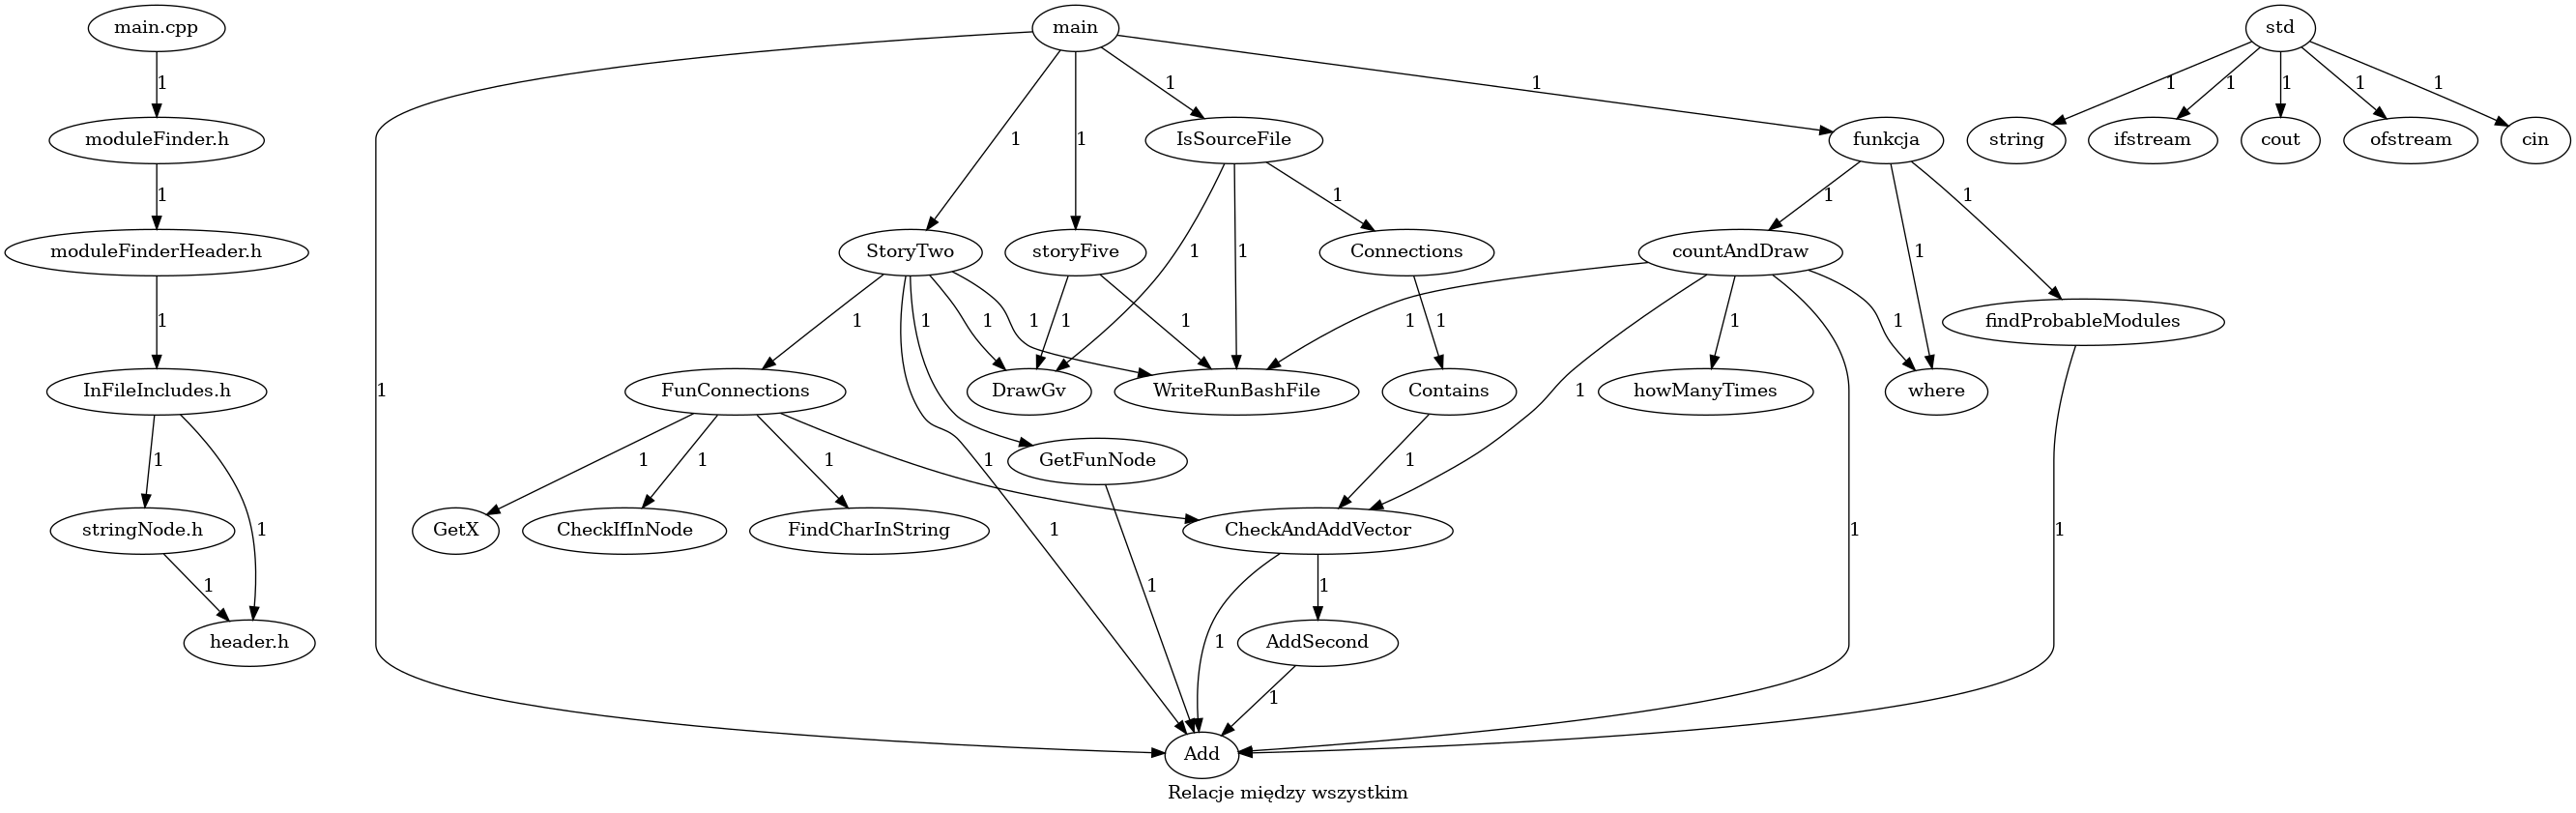 main.cpp
main
std
1
1
1
1
1
1
1
1
1
moduleFinder.h
IsSourceFile
funkcja
string
ifstream
cout
ofstream
cin
1
1
1
1
1
1
1
1
1
moduleFinderHeader.h
StoryTwo
storyFive
Connections
countAndDraw
1
1
1
1
1
1
1
1
1
1
1
findProbableModules
1
InFileIncludes.h
FunConnections
DrawGv
WriteRunBashFile
Contains
howManyTimes
where
1
1
1
1
1
1
1
GetFunNode
stringNode.h
GetX
CheckIfInNode
FindCharInString
CheckAndAddVector
1
1
1
1
1
1
1
1
1
header.h
AddSecond
1
Add
Relacje między wszystkim